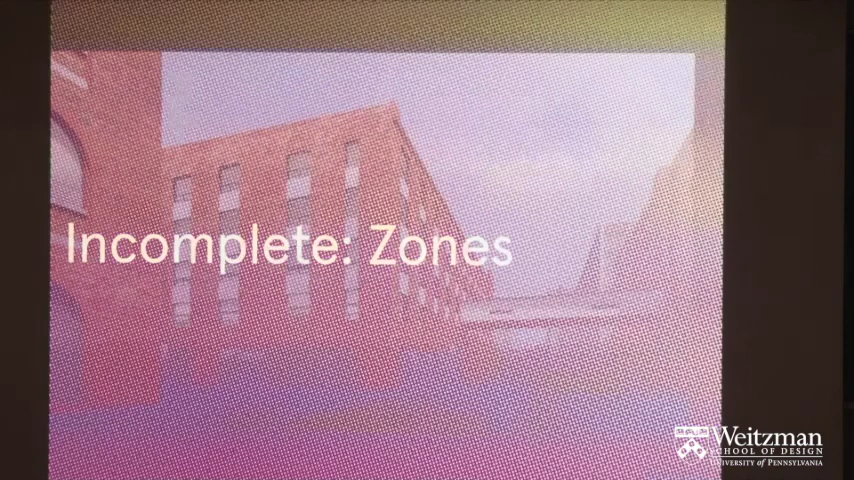 Incomplete: Zones
Weitzman
SCHOOL OF DESIGN
UNIVERSITY of PENNSYLVANIA